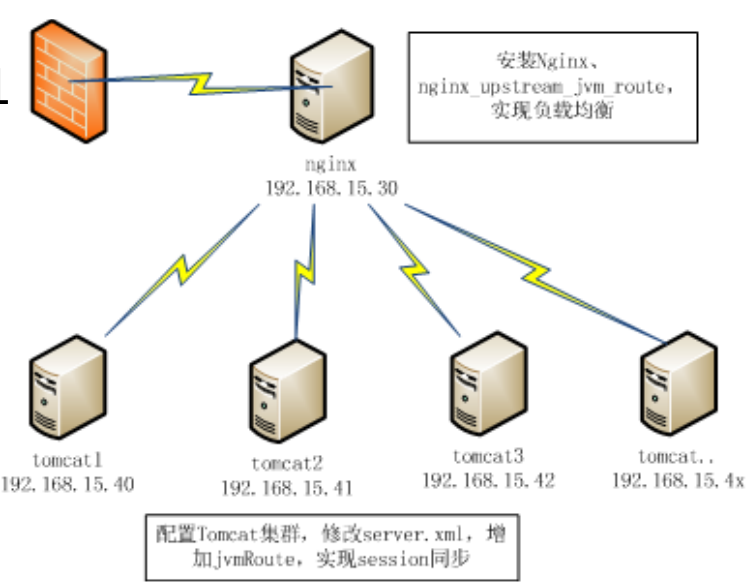 安装Nginx、
nginx_upstream_jvm_route，
实现负载均衡
nginx
192.168.15.30
tomcat1
192.168.15.40
tomcat2
192.168.15.41
tomcat3
192.168.15.42
tomcat..
192.168.15.4x
配置Tomcat集群，修改server.xml，增
加jvmRoute，实现session同步